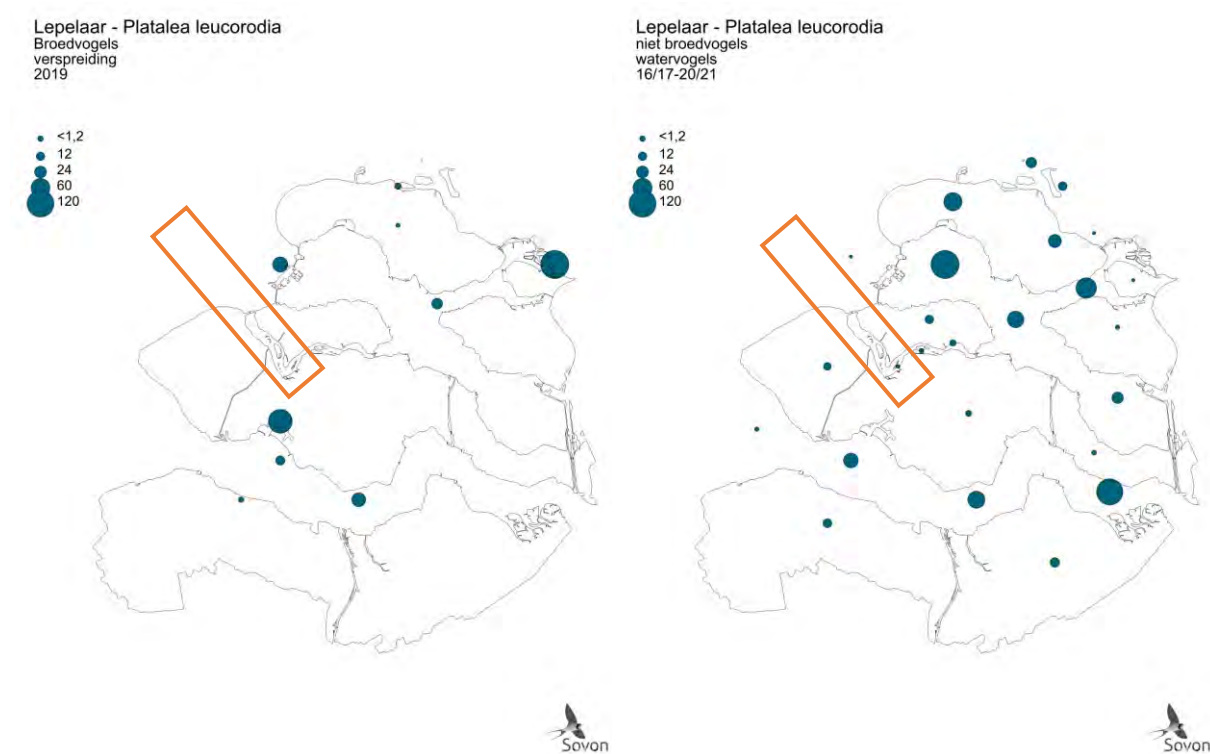 Lepelaar - Platalea leucorodia
Broedvogels
verspreiding
2019
<1,2
12
24
60
120
Sovon
Lepelaar - Platalea leucorodia
niet broedvogels
watervogels
16/17-20/21
<1,2
12
24
60
120
Sovon